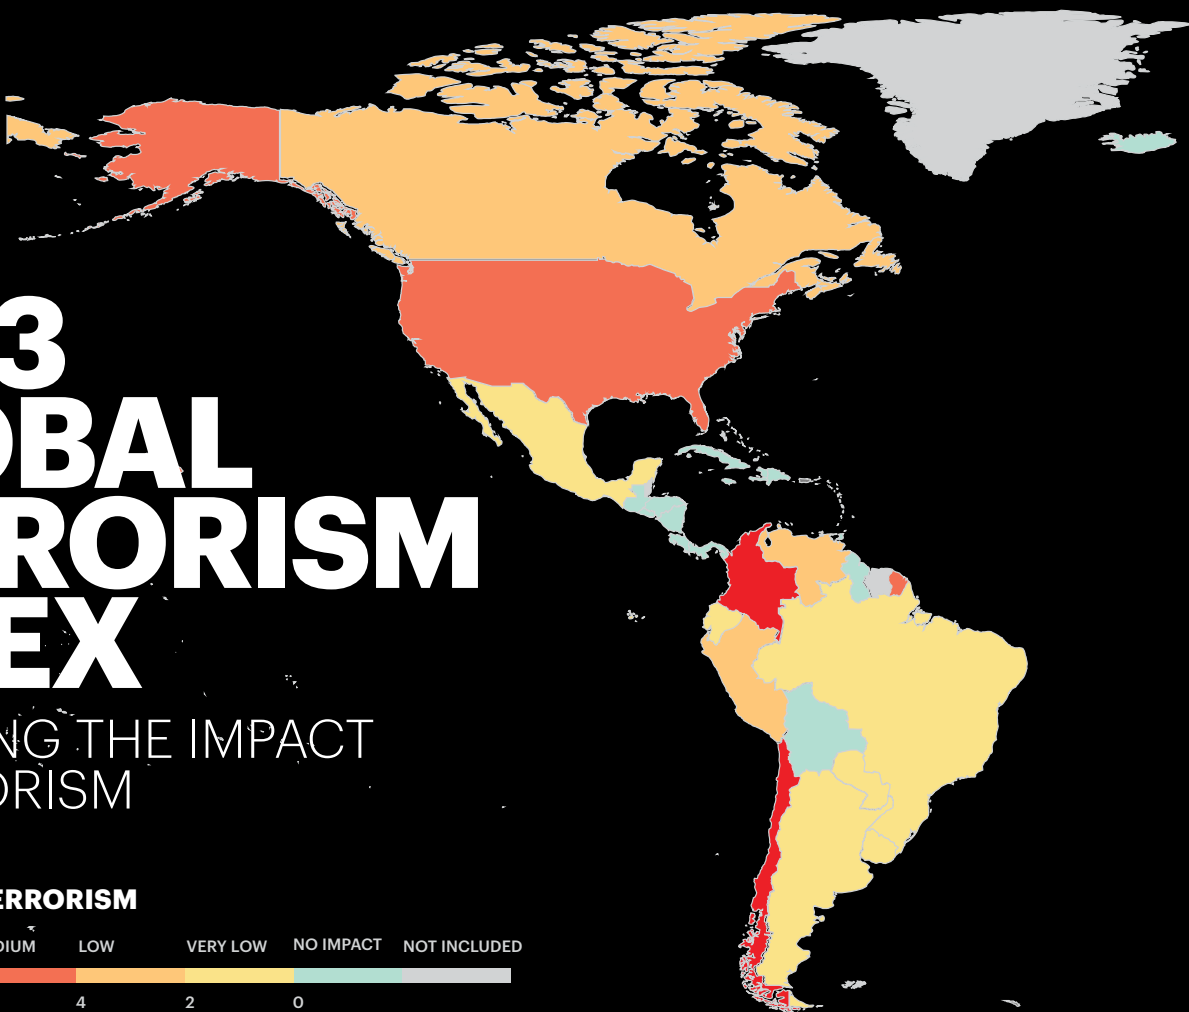 3
OBAL
RRORISM
EX
NG THE IMPACT
ORISM
ERRORISM
DIUM LOW VERY LOW NO IMPACT NOT INCLUDED
4 2 0